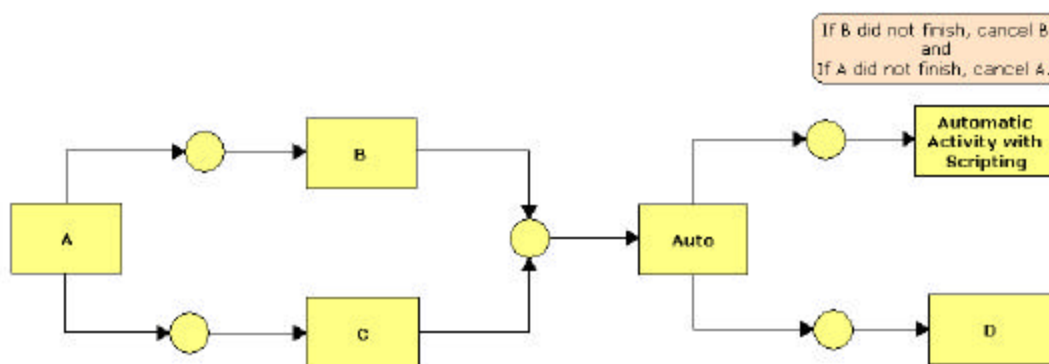 If B did not finish, cancel B
and
If A did not finish, cancel A.
Automatic
Activity with
Scripting
B
A
Auto
C
D